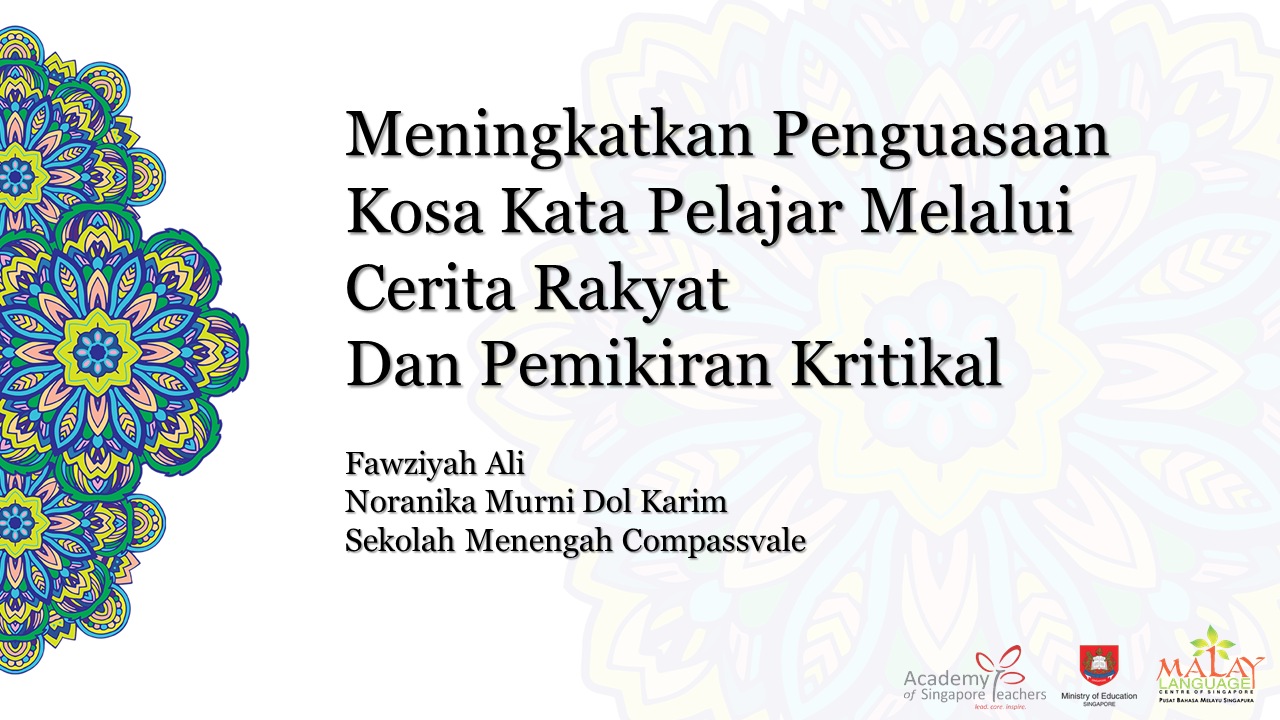 Meningkatkan Penguasaan
Kosa Kata Pelajar Melalui
Cerita Rakyat
Dan Pemikiran Kritikal
Fawziyah Ali
Noranika Murni Dol Karim
Sekolah Menengah Compassvale
Academy
of Singapore Teachers
lead. care. inspire.
Ministry of Education
SINGAPORE
MALAY
LANGUAGE
CENTRE OF SINGAPORE
PUSAT BAHASA MELAYU SINGAPURA